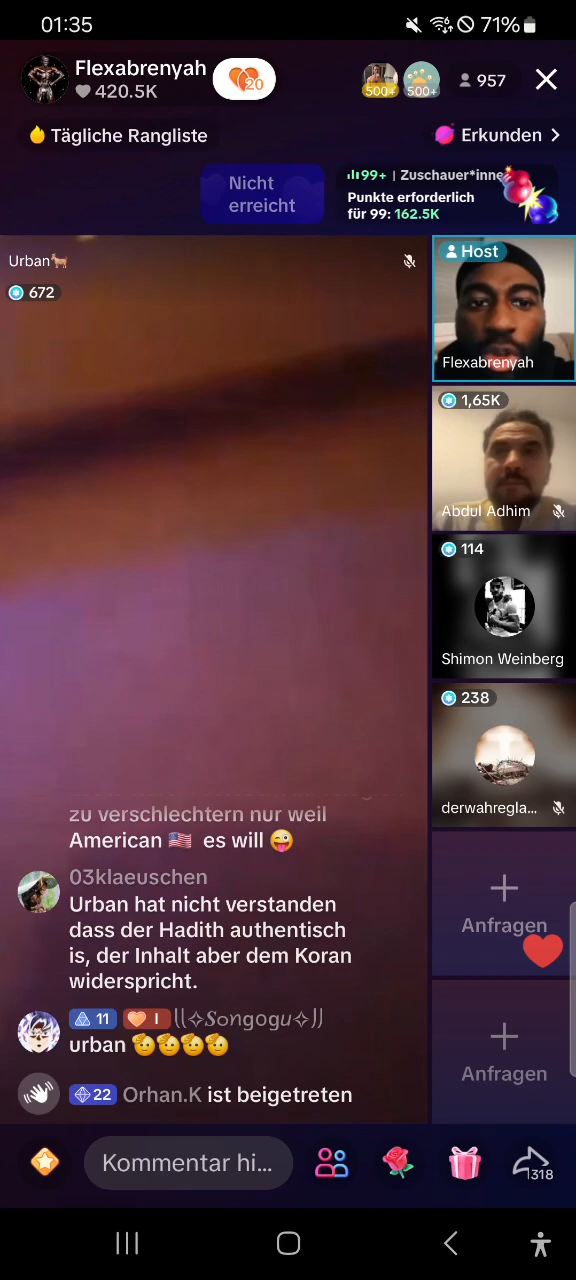 01:35
71%
Flexabrenyah
420.5K
20
500+
500+
957
Tägliche Rangliste
Erkunden
Nicht
erreicht
99+ | Zuschauer*inne
Punkte erforderlich
für 99: 162.5K
Urban
672
Host
Flexabrenyah
1,65K
Abdul Adhim
114
Shimon Weinberg
238
derwahregla...
Anfragen
Anfragen
zu verschlechtern nur weil
American 🇺🇸 es will 😜
03klaeuschen
Urban hat nicht verstanden
dass der Hadith authentisch
is, der Inhalt aber dem Koran
widerspricht.
11 I ⟅⟅✧Songogu✧⟆⟆
urban 🫡🫡🫡🫡
22 Orhan.K ist beigetreten
Kommentar hi...
318